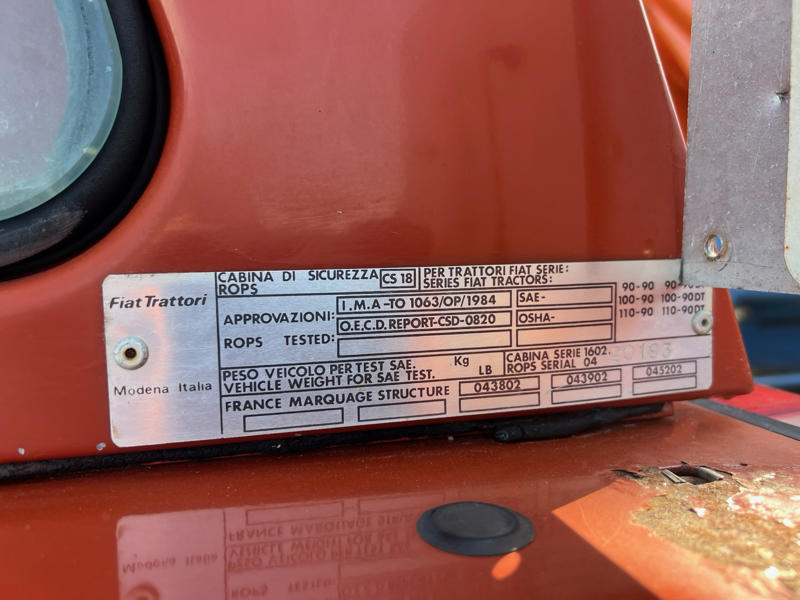 CABINA DI SICUREZZA CS 18 PER TRATTORI FIAT SERIE:
ROPS SERIES FIAT TRACTORS:
Fiat Trattori
90-90 90-90DT
100-90 100-90DT
110-90 110-90DT
APPROVAZIONI: I.M.A-TO 1063/OP/1984 SAE-
O.E.C.D. REPORT-CSD-0820 OSHA-
ROPS TESTED:
Modena Italia
PESO VEICOLO PER TEST SAE. Kg CABINA SERIE 1602.
VEHICLE WEIGHT FOR SAE TEST. LB ROPS SERIAL 04
FRANCE MARQUAGE STRUCTURE 043802 043902 045202